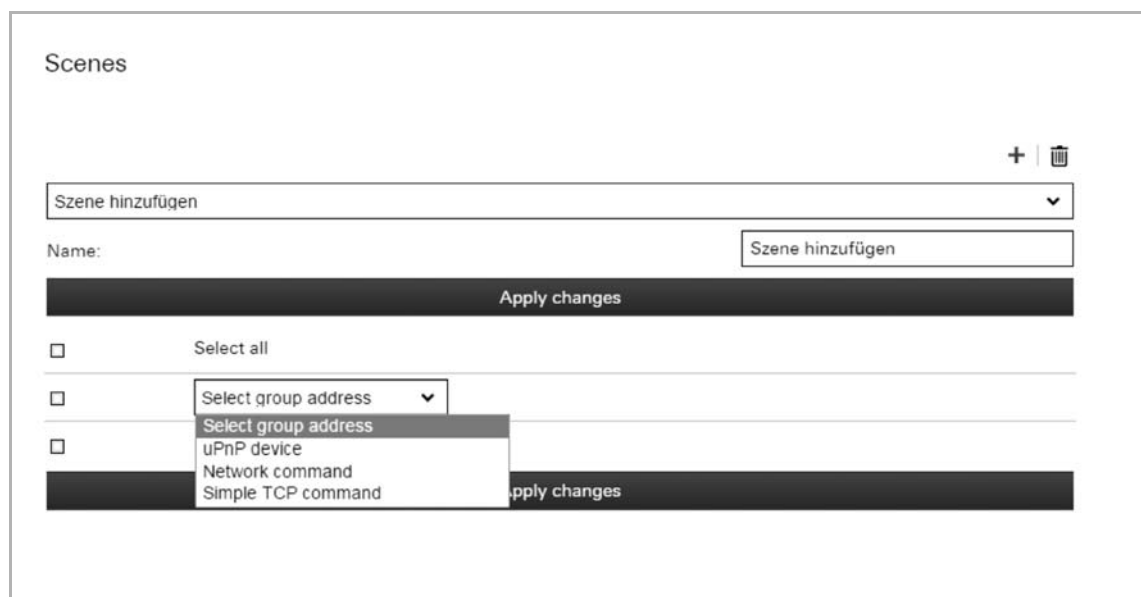 Scenes
Szene hinzufügen
Name:
Szene hinzufügen
Apply changes
Select all
Select group address
Select group address
uPnP device
Network command
Simple TCP command
Apply changes